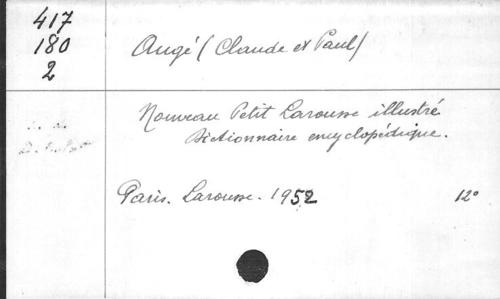 417
180
2
Augé (Claude et Paul)
Nouveau Petit Larousse illustré
Dictionnaire encyclopédique.
Paris. Larousse. 1952
12°